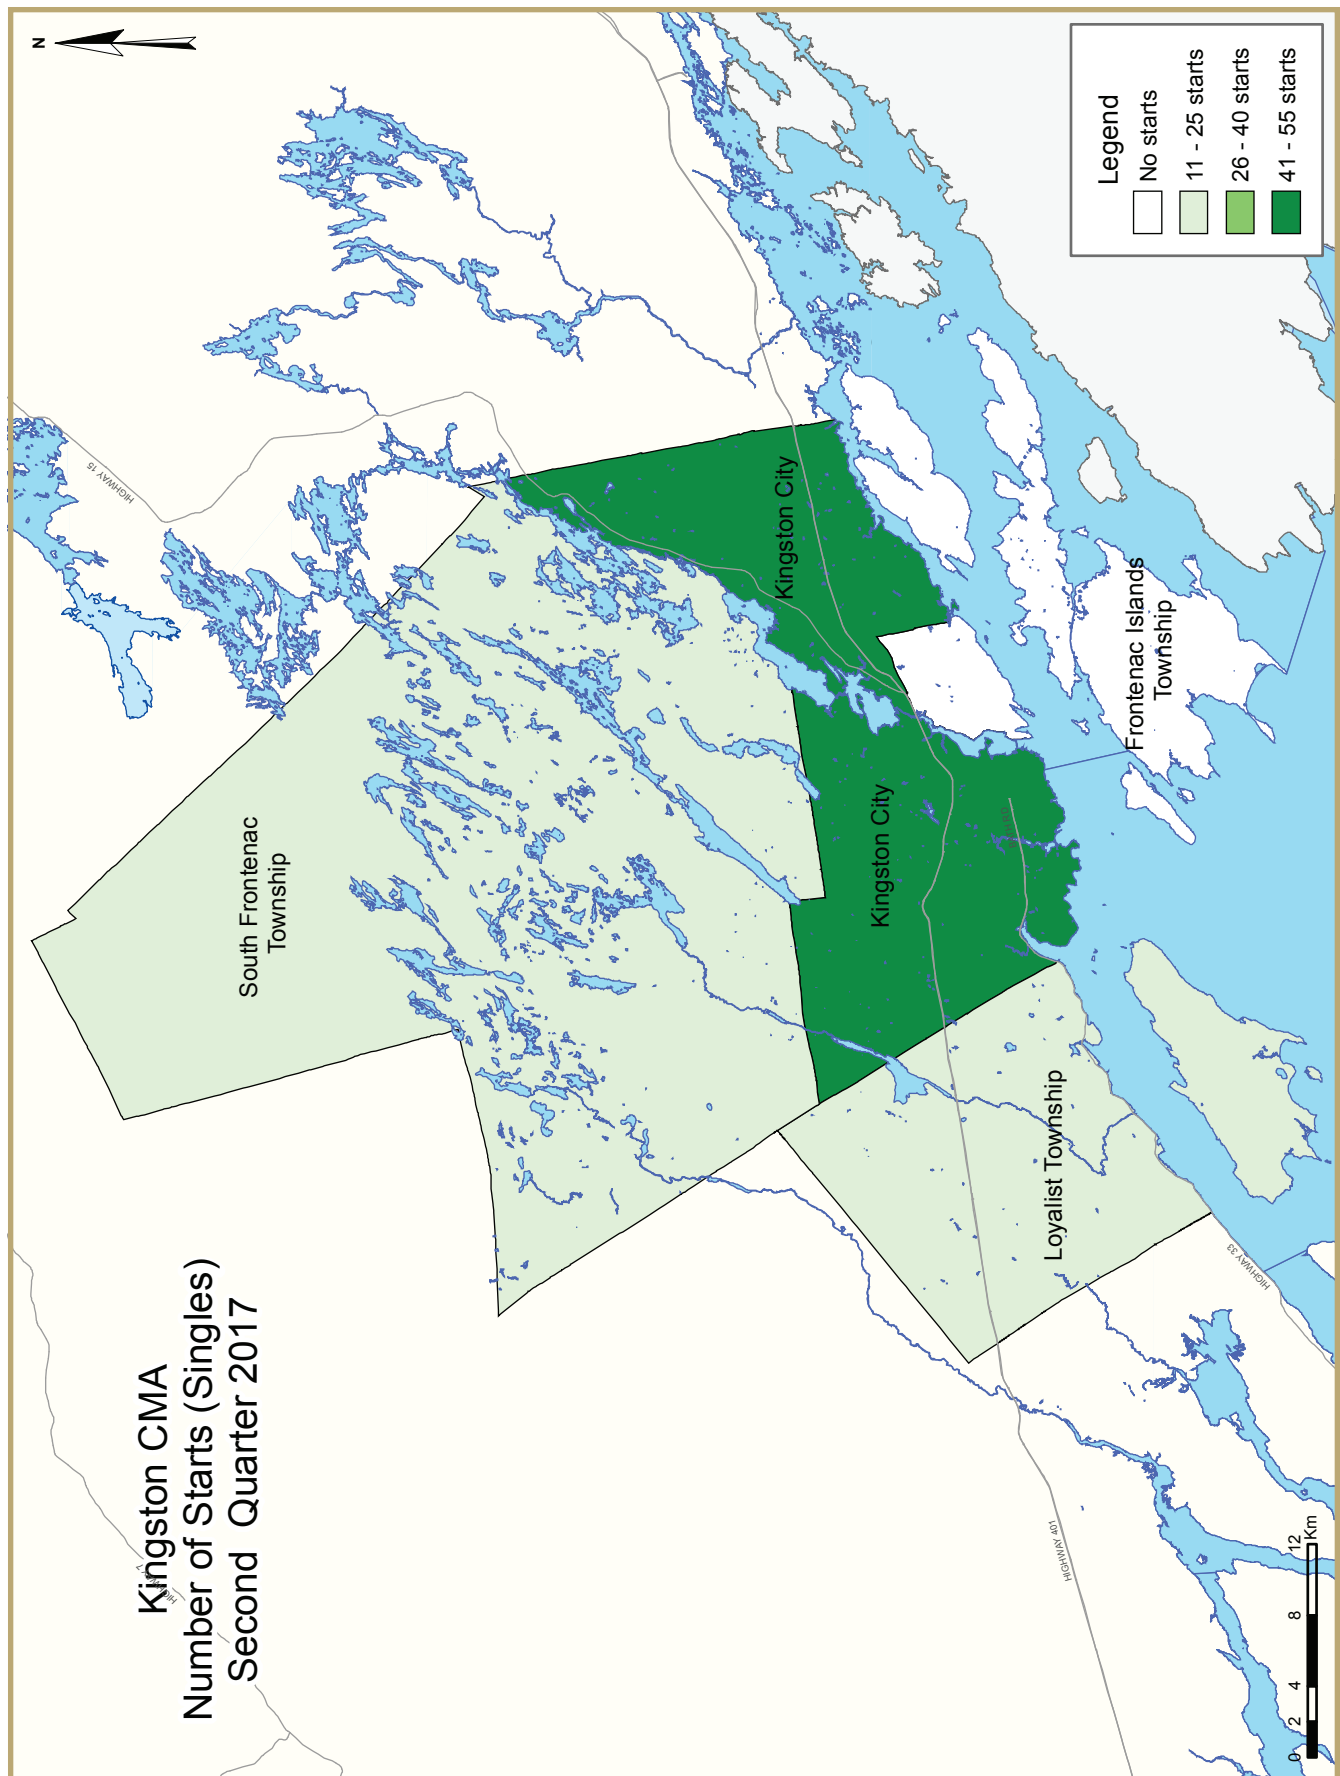 Kingston CMA
Number of Starts (Singles)
Second Quarter 2017
N
HIGHWAY 15
South Frontenac
Township
Kingston City
Kingston City
Frontenac Islands
Township
Loyalist Township
HIGHWAY 33
HIGHWAY 401
HIGHWAY 7
Legend
No starts
11 - 25 starts
26 - 40 starts
41 - 55 starts
0 2 4 8 12
Km